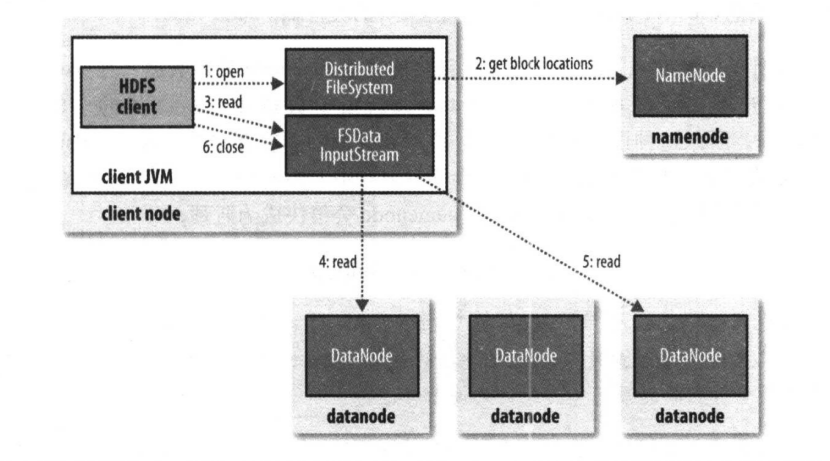 1: open
Distributed
FileSystem
2: get block locations
NameNode
HDFS
client
3: read
namenode
FSData
InputStream
6: close
client JVM
client node
4: read
5: read
DataNode
DataNode
DataNode
datanode
datanode
datanode